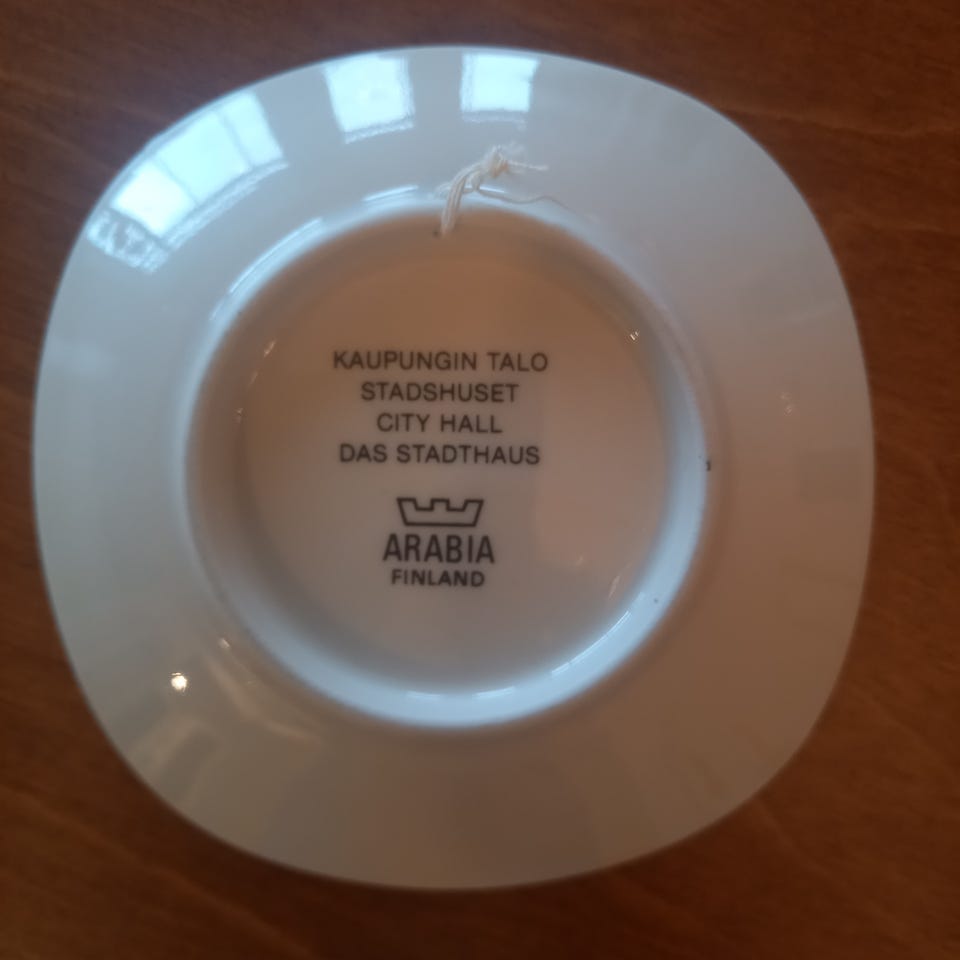 KAUPUNGIN TALO
STADSHUSET
CITY HALL
DAS STADTHAUS
ARABIA
FINLAND